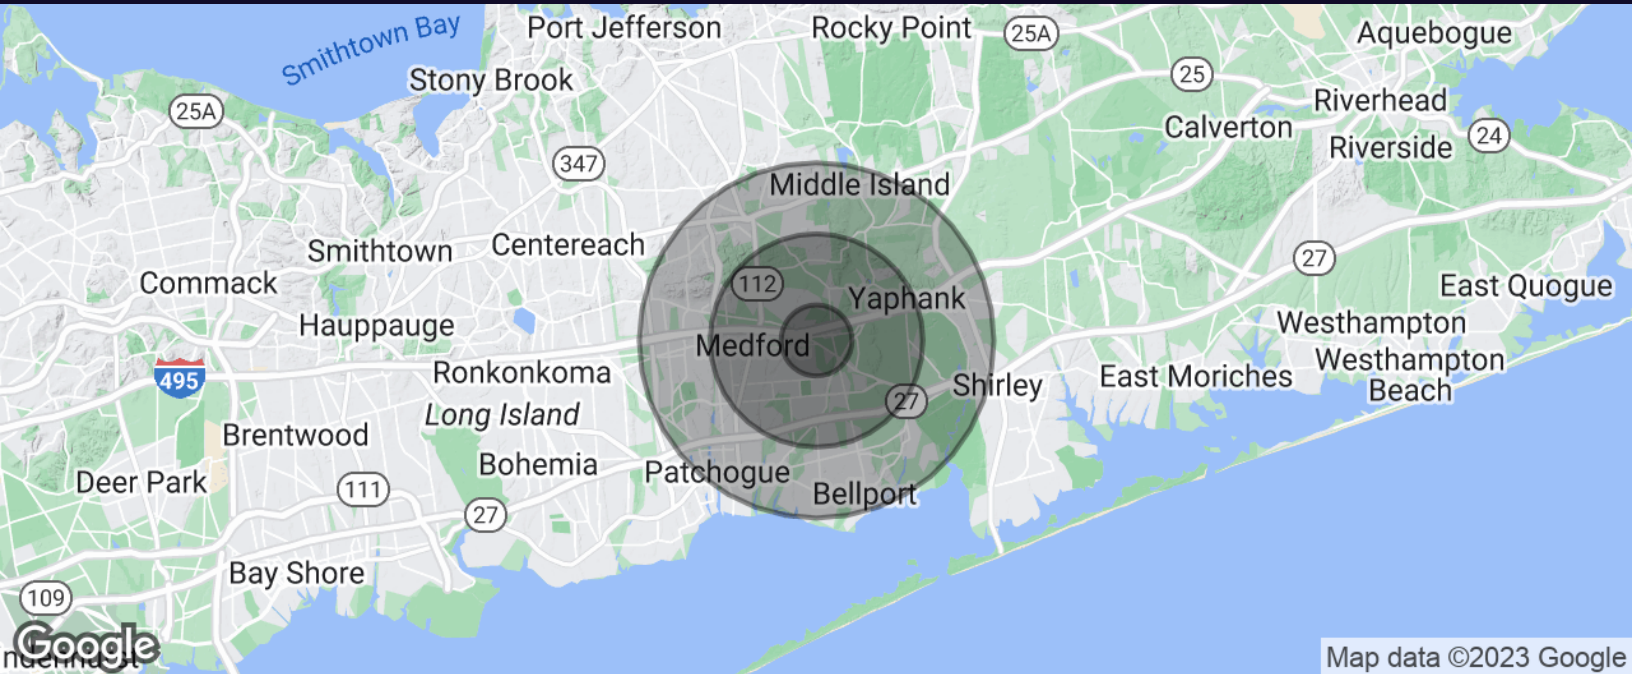 Port Jefferson
Rocky Point
25A
Aquebogue
Smithtown Bay
Stony Brook
25
Riverhead
25A
Calverton
24
Riverside
347
Middle Island
Smithtown
Centereach
27
Commack
112
Yaphank
East Quogue
Hauppauge
Westhampton
Medford
Westhampton
Beach
495
Ronkonkoma
Shirley
East Moriches
27
Long Island
Brentwood
Bohemia
Patchogue
Deer Park
111
Bellport
27
Bay Shore
109
Google
Map data ©2023 Google